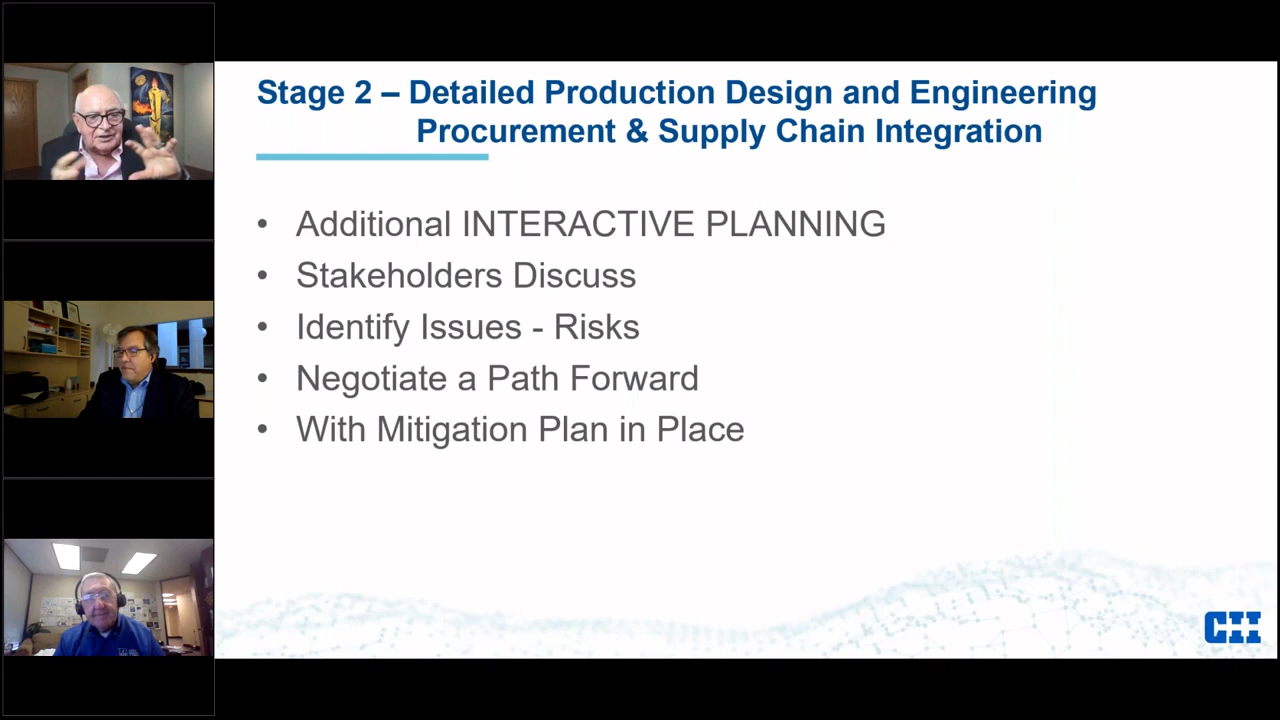 Stage 2 – Detailed Production Design and Engineering
Procurement & Supply Chain Integration
• Additional INTERACTIVE PLANNING
• Stakeholders Discuss
• Identify Issues - Risks
• Negotiate a Path Forward
• With Mitigation Plan in Place
CII